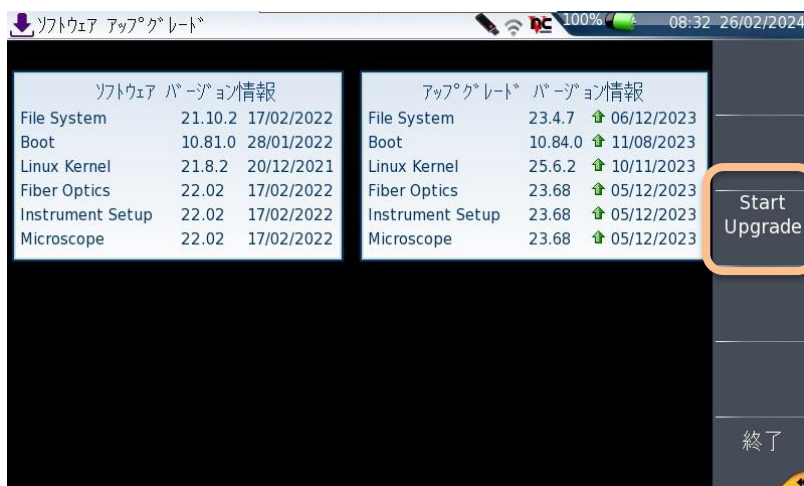 ソフトウェア アップグレード 100% 08:32 26/02/2024
ソフトウェア バージョン情報
File System 21.10.2 17/02/2022
Boot 10.81.0 28/01/2022
Linux Kernel 21.8.2 20/12/2021
Fiber Optics 22.02 17/02/2022
Instrument Setup 22.02 17/02/2022
Microscope 22.02 17/02/2022
アップグレード バージョン情報
File System 23.4.7 06/12/2023
Boot 10.84.0 11/08/2023
Linux Kernel 25.6.2 10/11/2023
Fiber Optics 23.68 05/12/2023
Instrument Setup 23.68 05/12/2023
Microscope 23.68 05/12/2023
Start
Upgrade
終了